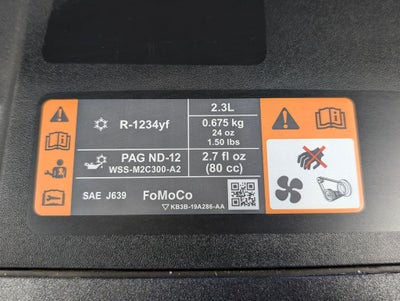 2.3L
R-1234yf
0.675 kg
24 oz
1.50 lbs
PAG ND-12
WSS-M2C300-A2
2.7 fl oz
(80 cc)
SAE J639
FoMoCo
KB3B-19A286-AA